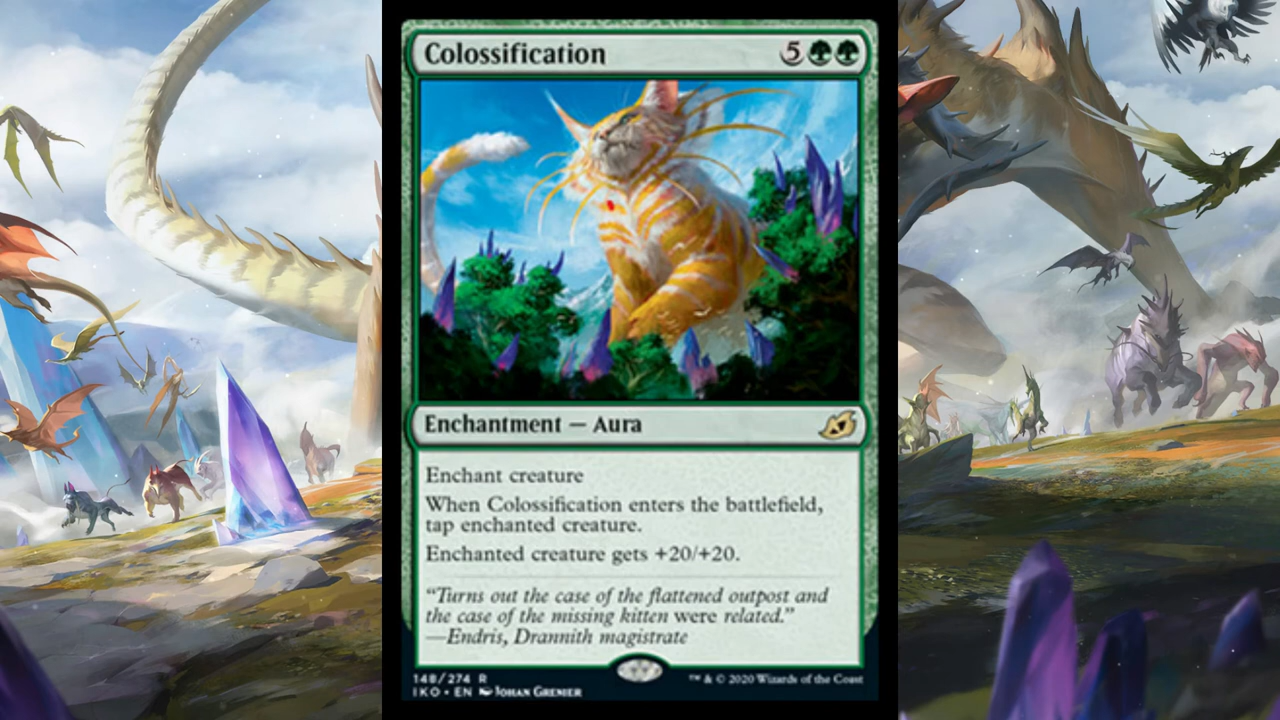 Colossification 5
Enchantment — Aura
Enchant creature
When Colossification enters the battlefield,
tap enchanted creature.
Enchanted creature gets +20/+20.
“Turns out the case of the flattened outpost and
the case of the missing kitten were related.”
—Endris, Drannith magistrate
148/274 R
IKO • EN Johan Grenier
™ & © 2020 Wizards of the Coast